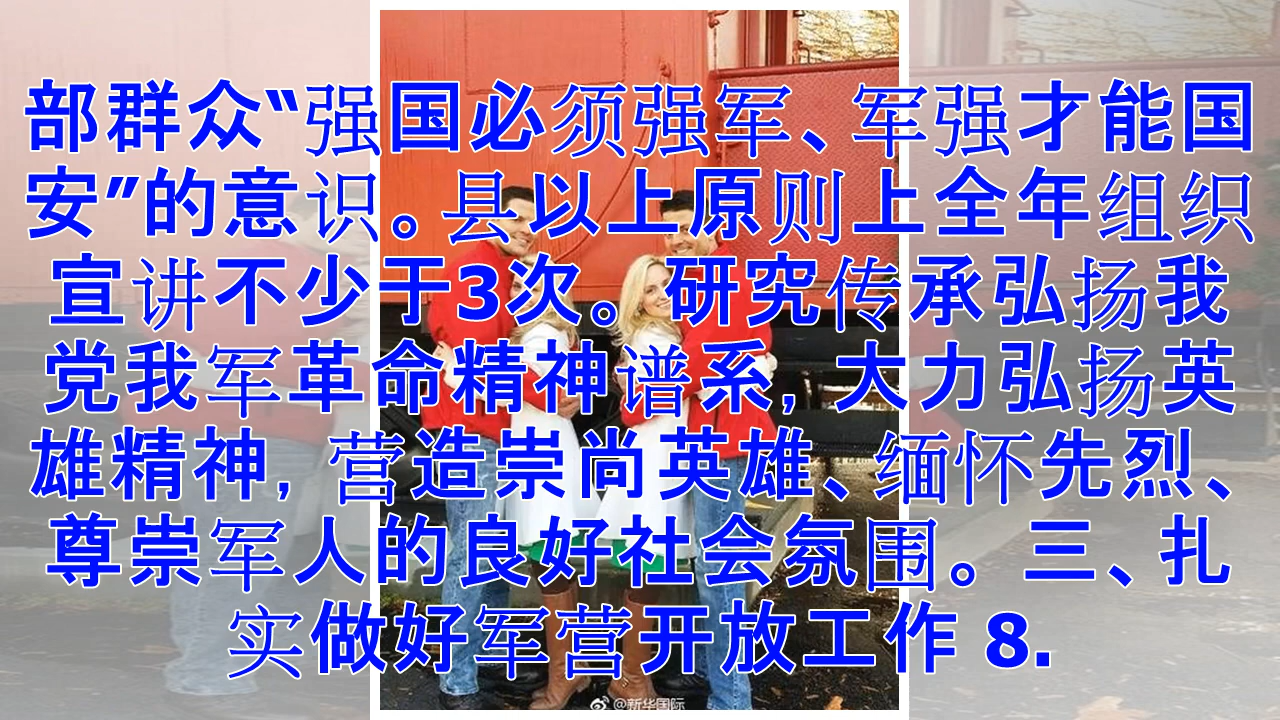 部群众“强国必须强军、军强才能国
安”的意识。县以上原则上全年组织
宣讲不少于3次。研究传承弘扬我
党我军革命精神谱系,大力弘扬英
雄精神,营造崇尚英雄、缅怀先烈、
尊崇军人的良好社会氛围。三、扎
实做好军营开放工作 8.
@新华国际